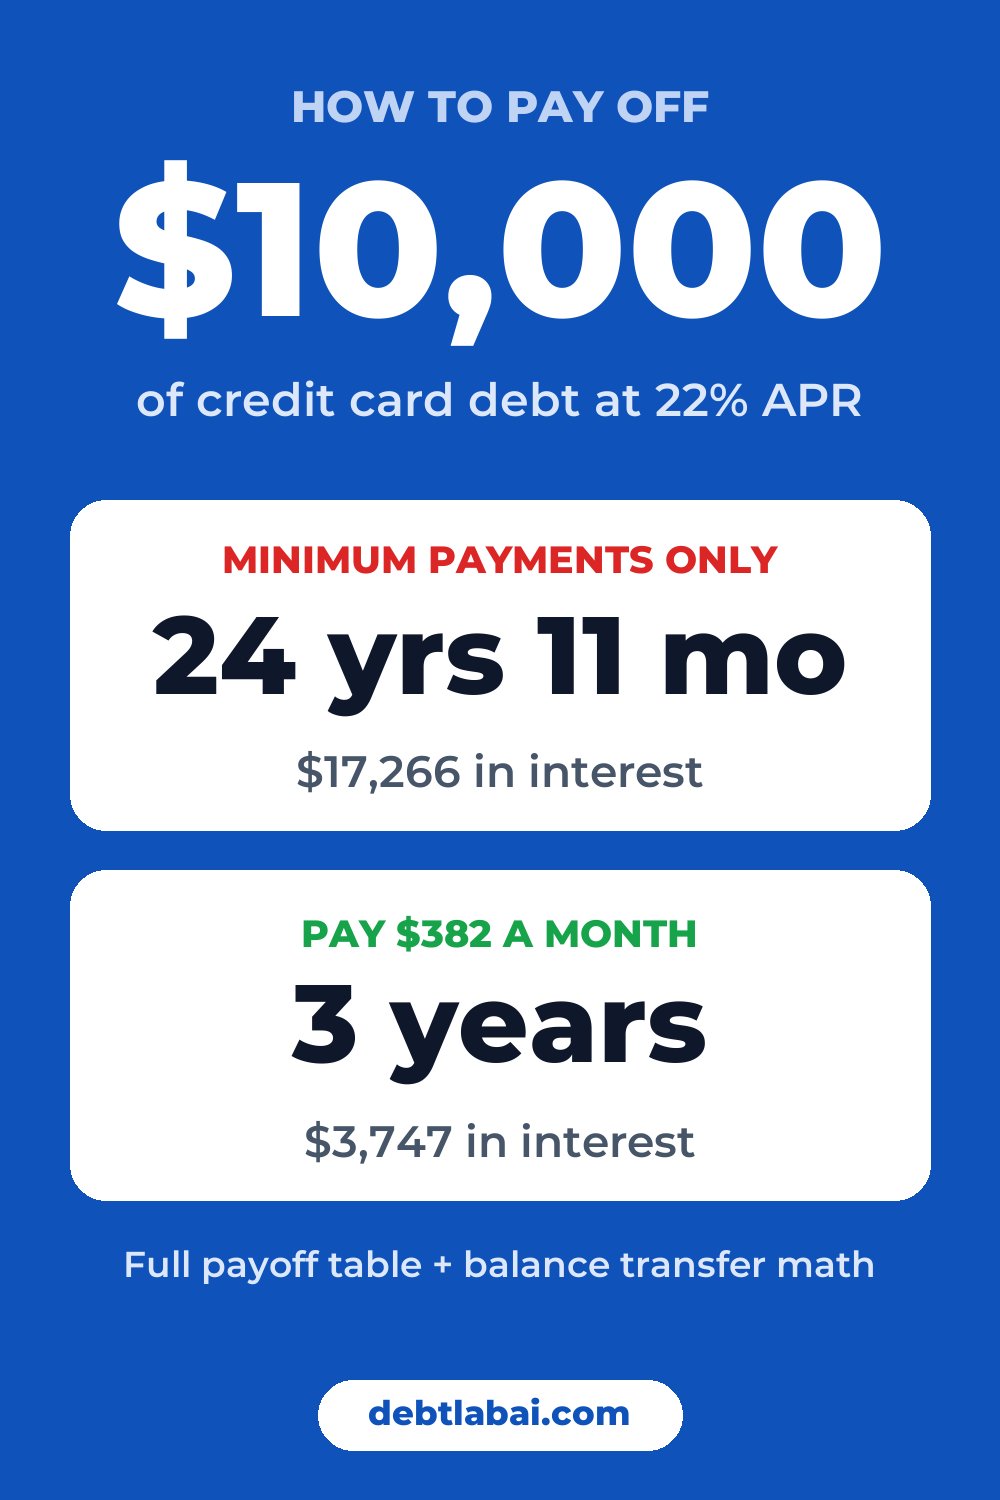 HOW TO PAY OFF
$10,000
of credit card debt at 22% APR
MINIMUM PAYMENTS ONLY
24 yrs 11 mo
$17,266 in interest
PAY $382 A MONTH
3 years
$3,747 in interest
Full payoff table + balance transfer math
debtlabai.com